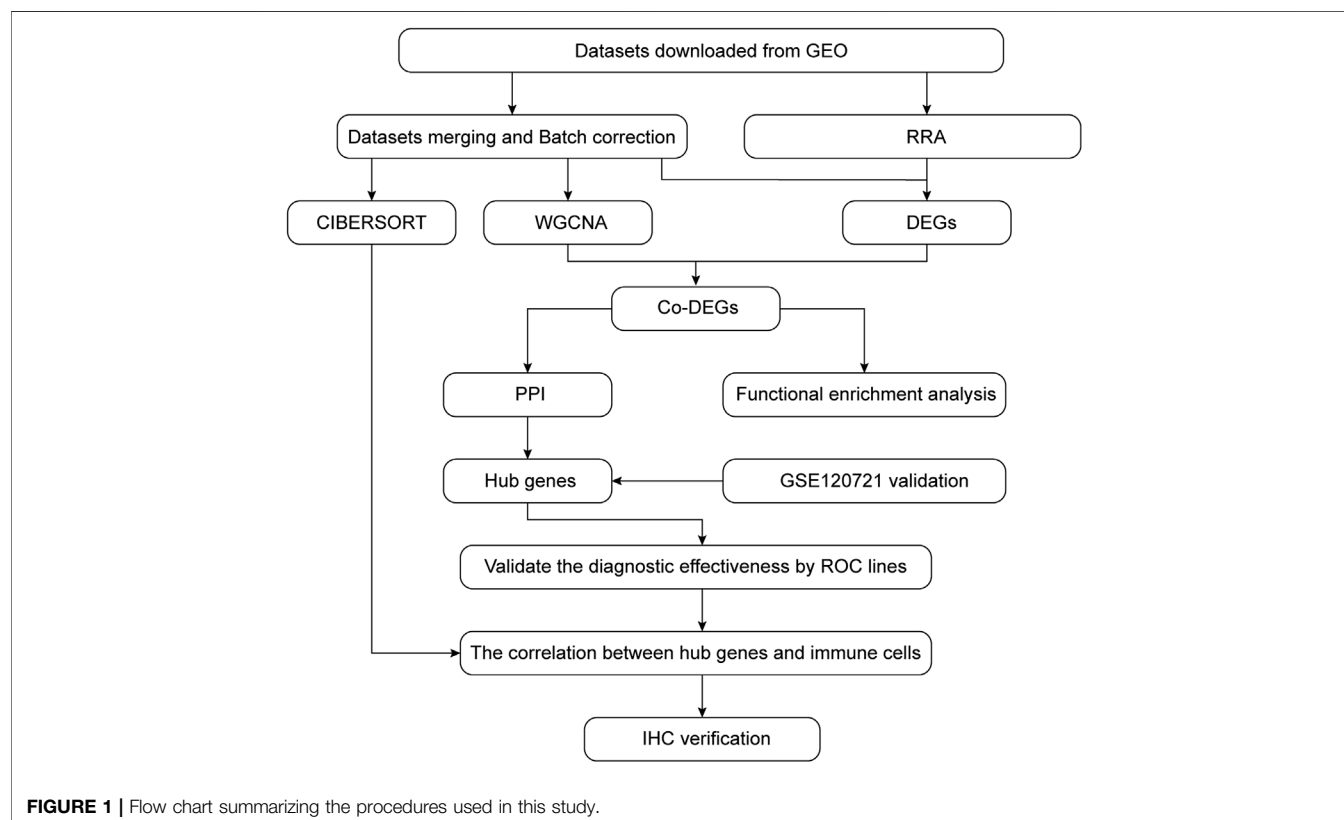 Datasets downloaded from GEO
Datasets merging and Batch correction
RRA
CIBERSORT
WGCNA
DEGs
Co-DEGs
PPI
Functional enrichment analysis
Hub genes
GSE120721 validation
Validate the diagnostic effectiveness by ROC lines
The correlation between hub genes and immune cells
IHC verification
FIGURE 1 | Flow chart summarizing the procedures used in this study.